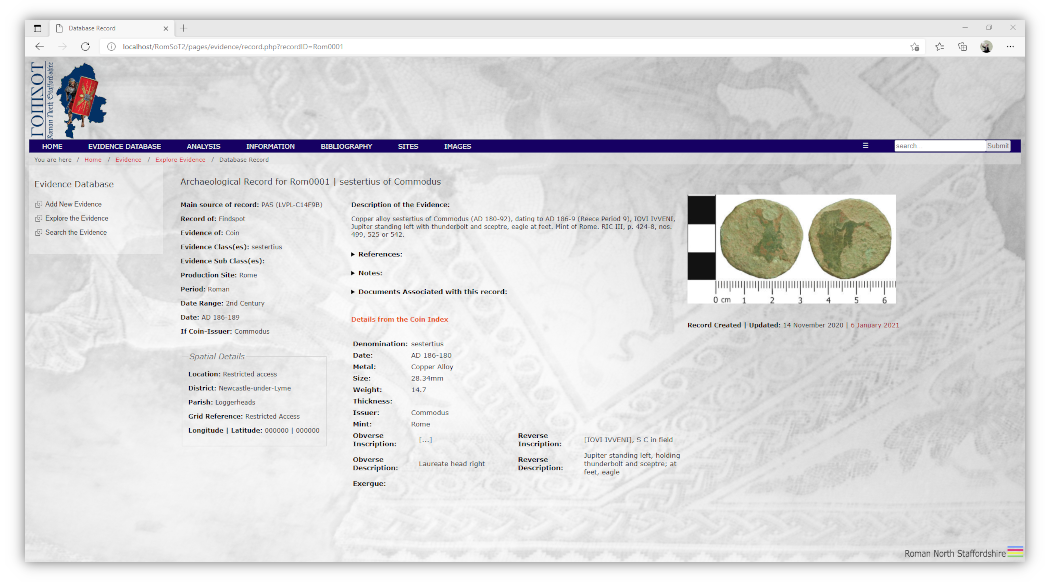 Database Record
localhost/RomSoT2/pages/evidence/record.php?recordID=Rom0001
Roman North Staffordshire
HOME EVIDENCE DATABASE ANALYSIS INFORMATION BIBLIOGRAPHY SITES IMAGES search Submit
You are here / Home / Evidence / Explore Evidence / Database Record
Evidence Database
Add New Evidence
Explore the Evidence
Search the Evidence
Archaeological Record for Rom0001 | sestertius of Commodus
Main source of record: PAS (LVPL-C14F9B)
Record of: Findspot
Evidence of: Coin
Evidence Class(es): sestertius
Evidence Sub Class(es):
Production Site: Rome
Period: Roman
Date Range: 2nd Century
Date: AD 186-189
If Coin-Issuer: Commodus
Spatial Details
Location: Restricted access
District: Newcastle-under-Lyme
Parish: Loggerheads
Grid Reference: Restricted Access
Longitude | Latitude: 000000 | 000000
Description of the Evidence:
Copper alloy sestertius of Commodus (AD 180-92), dating to AD 186-9 (Reece Period 9), IOVI IVVENI,
Jupiter standing left with thunderbolt and sceptre, eagle at feet. Mint of Rome. RIC III, p. 424-8, nos.
499, 525 or 542.
References:
Notes:
Documents Associated with this record:
Details from the Coin Index
Denomination: sestertius
Date: AD 186-180
Metal: Copper Alloy
Size: 28.34mm
Weight: 14.7
Thickness:
Issuer: Commodus
Mint: Rome
Obverse Inscription: [...] Reverse Inscription: [IOVI IVVENI], S C in field
Obverse Description: Laureate head right Reverse Description: Jupiter standing left, holding
thunderbolt and sceptre; at
feet, eagle
Exergue:
0 cm 1 2 3 4 5 6
Record Created | Updated: 14 November 2020 | 6 January 2021
Roman North Staffordshire